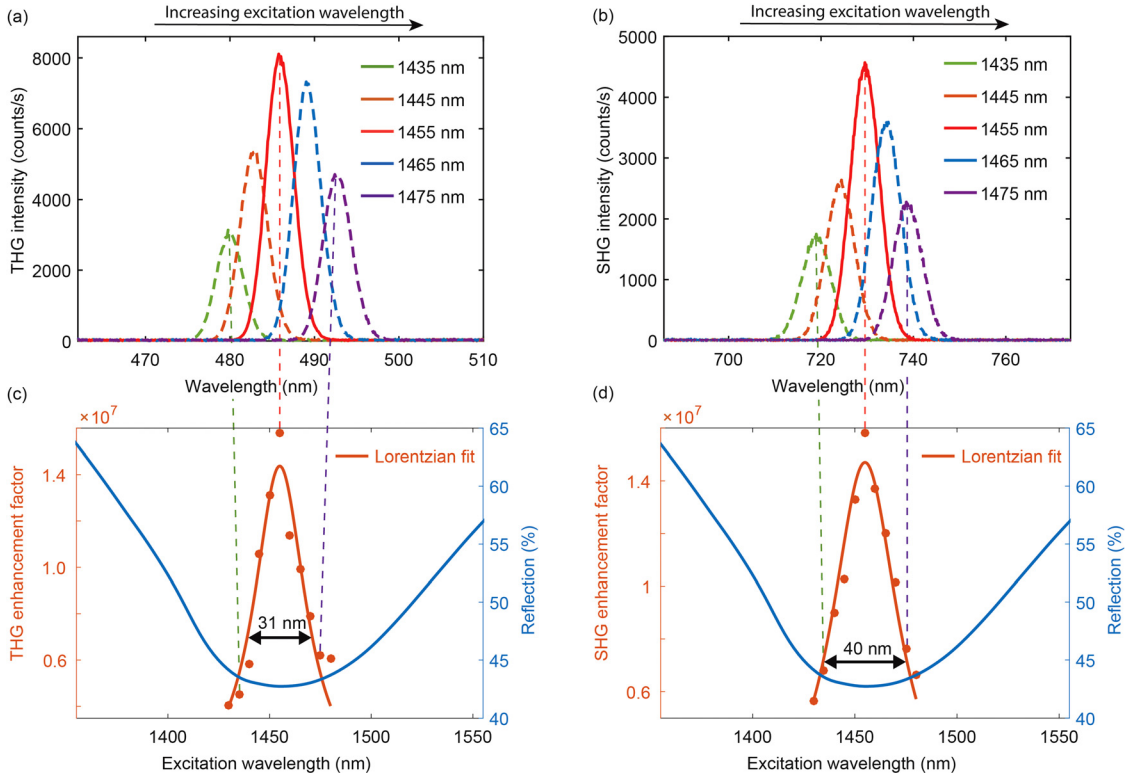 (a)
Increasing excitation wavelength
8000
6000
4000
2000
0
THG intensity (counts/s)
1435 nm
1445 nm
1455 nm
1465 nm
1475 nm
470
480
490
500
510
Wavelength (nm)
(b)
Increasing excitation wavelength
5000
4000
3000
2000
1000
0
SHG intensity (counts/s)
1435 nm
1445 nm
1455 nm
1465 nm
1475 nm
700
720
740
760
Wavelength (nm)
(c)
×10⁷
1.4
1.0
0.6
THG enhancement factor
Lorentzian fit
31 nm
65
60
55
50
45
40
Reflection (%)
1400
1450
1500
1550
Excitation wavelength (nm)
(d)
×10⁷
1.4
1
0.6
SHG enhancement factor
Lorentzian fit
40 nm
65
60
55
50
45
40
Reflection (%)
1400
1450
1500
1550
Excitation wavelength (nm)